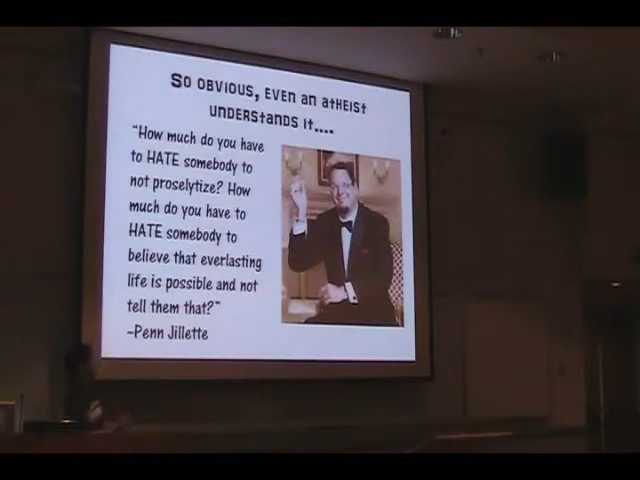 So obvious, even an atheist
understands it....
"How much do you have
to HATE somebody to
not proselytize? How
much do you have to
HATE somebody to
believe that everlasting
life is possible and not
tell them that?"
-Penn Jillette